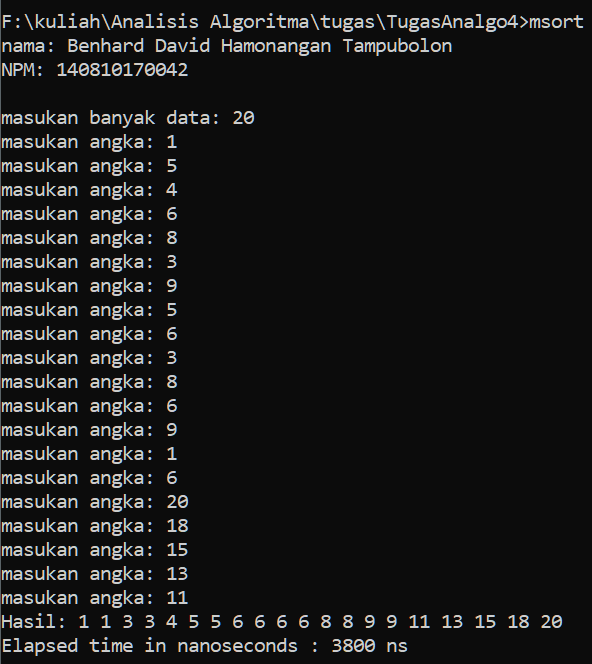 F:\kuliah\Analisis Algoritma\tugas\TugasAnalgo4>msort
nama: Benhard David Hamonangan Tampubolon
NPM: 140810170042
masukan banyak data: 20
masukan angka: 1
masukan angka: 5
masukan angka: 4
masukan angka: 6
masukan angka: 8
masukan angka: 3
masukan angka: 9
masukan angka: 5
masukan angka: 6
masukan angka: 3
masukan angka: 8
masukan angka: 6
masukan angka: 9
masukan angka: 1
masukan angka: 6
masukan angka: 20
masukan angka: 18
masukan angka: 15
masukan angka: 13
masukan angka: 11
Hasil: 1 1 3 3 4 5 5 6 6 6 6 8 8 9 9 11 13 15 18 20
Elapsed time in nanoseconds : 3800 ns